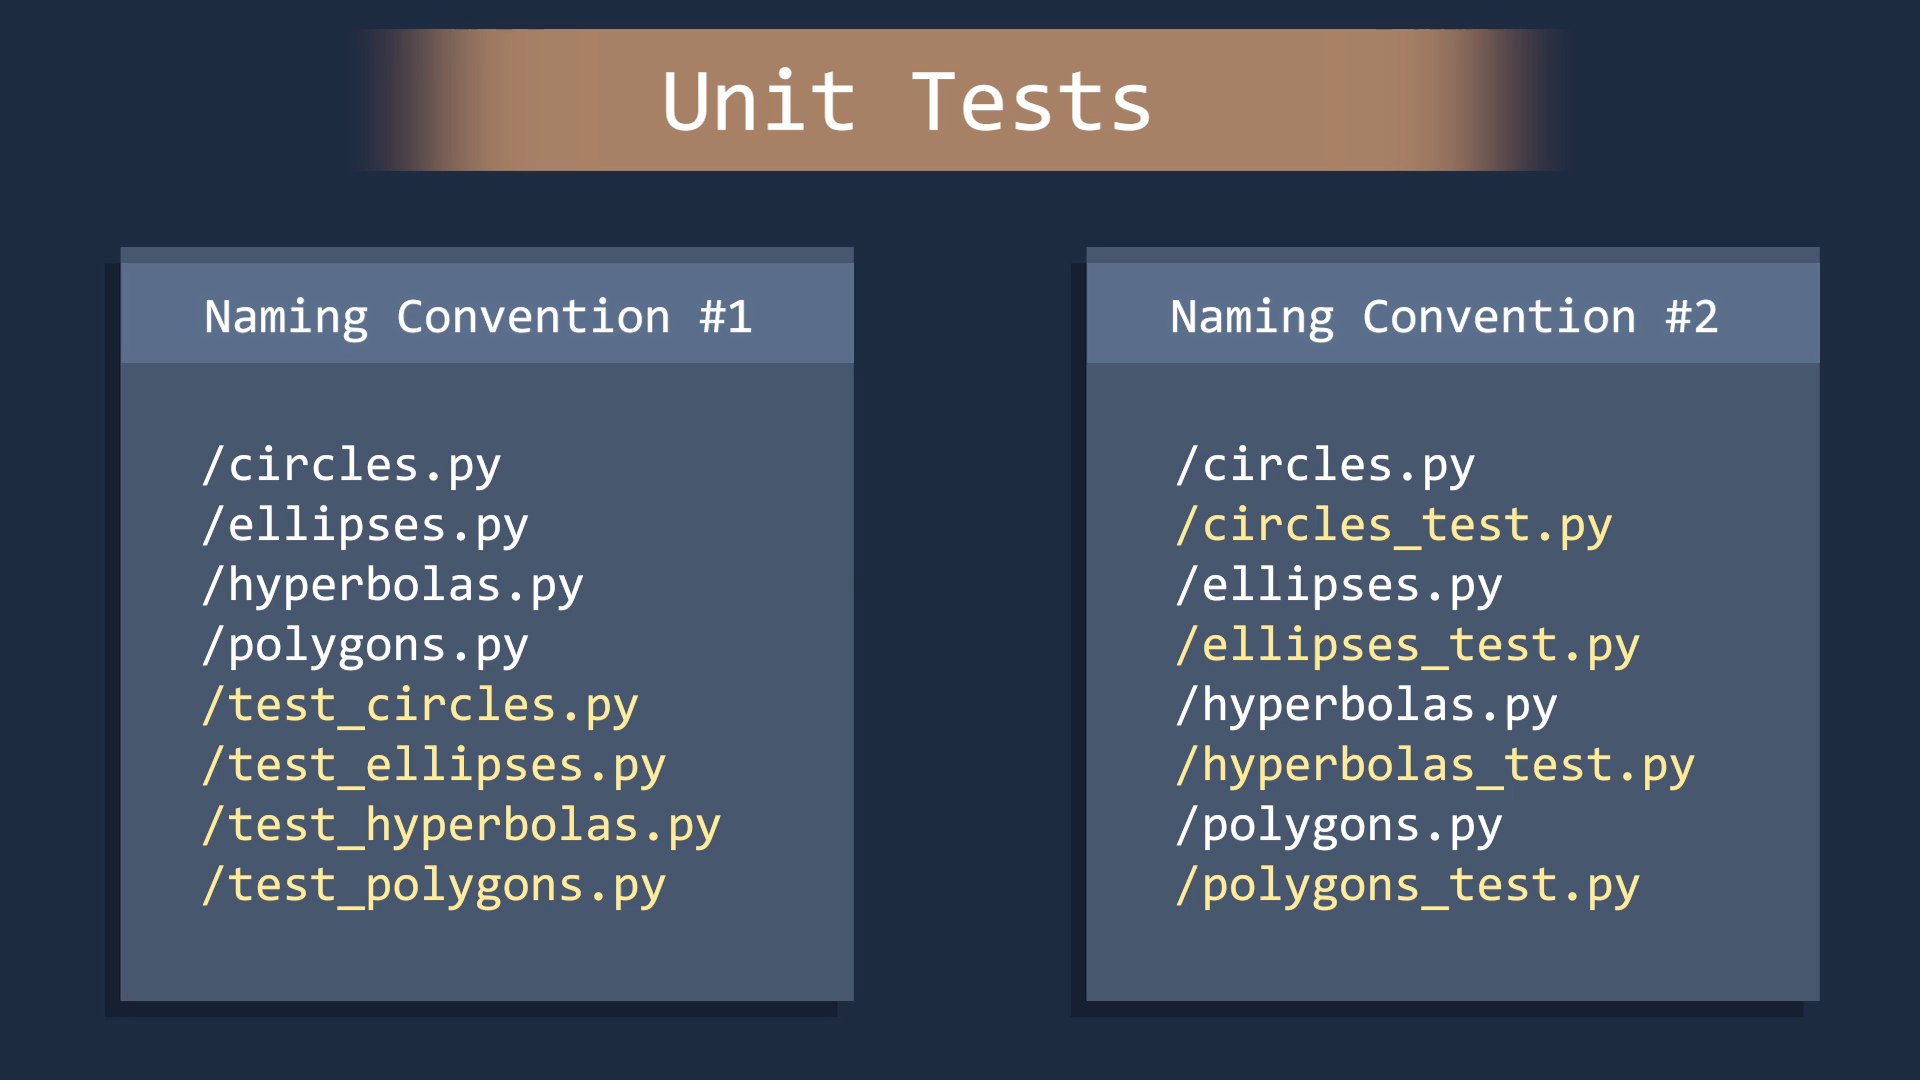 Unit Tests
Naming Convention #1
/circles.py
/ellipses.py
/hyperbolas.py
/polygons.py
/test_circles.py
/test_ellipses.py
/test_hyperbolas.py
/test_polygons.py
Naming Convention #2
/circles.py
/circles_test.py
/ellipses.py
/ellipses_test.py
/hyperbolas.py
/hyperbolas_test.py
/polygons.py
/polygons_test.py